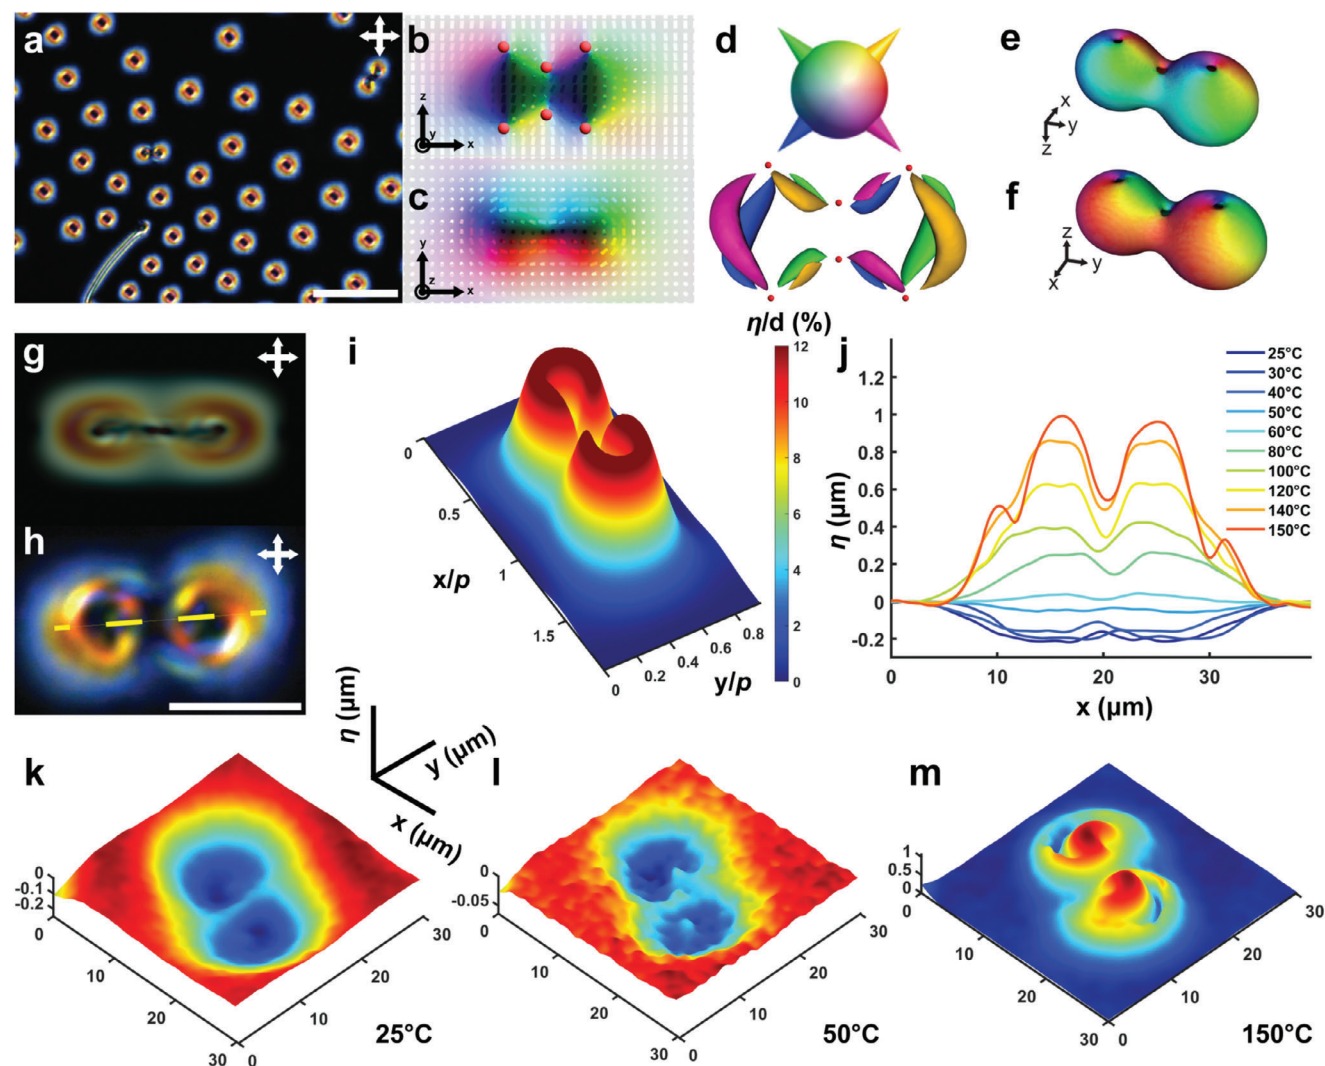 a
b
z
y
x
c
y
z
x
d
e
x
y
z
f
z
y
x
g
h
i
η/d (%)
12
10
8
6
4
2
0
0
0.5
1
1.5
x/p
0
0.2
0.4
0.6
0.8
y/p
j
25°C
30°C
40°C
50°C
60°C
80°C
100°C
120°C
140°C
150°C
1.2
1
0.8
0.6
0.4
0.2
0
-0.2
η (μm)
0
10
20
30
x (μm)
η (μm)
y (μm)
x (μm)
k
0
-0.1
-0.2
0
10
20
30
0
10
20
30
25°C
l
0
-0.05
0
10
20
30
0
10
20
30
50°C
m
1
0.5
0
0
10
20
30
0
10
20
30
150°C